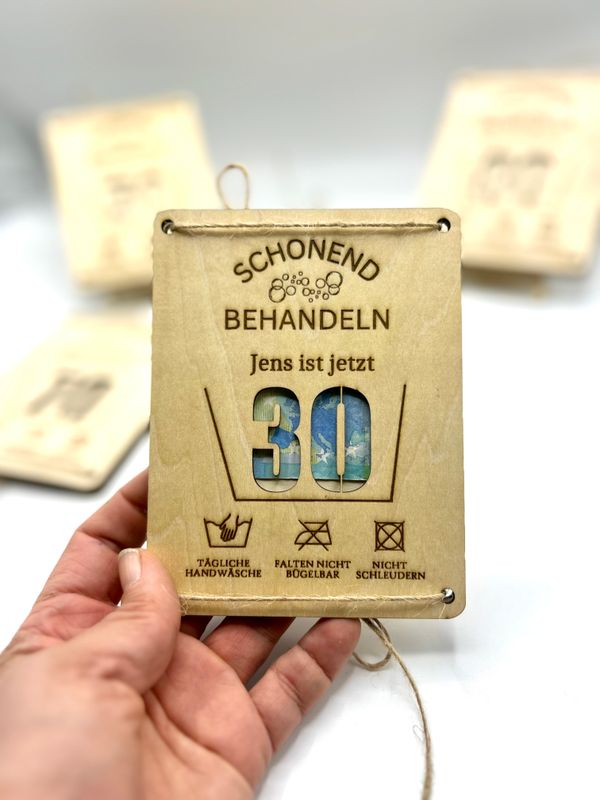 SCHONEND
BEHANDELN
Jens ist jetzt
30
TÄGLICHE
HANDWÄSCHE
FALTEN NICHT
BÜGELBAR
NICHT
SCHLEUDERN